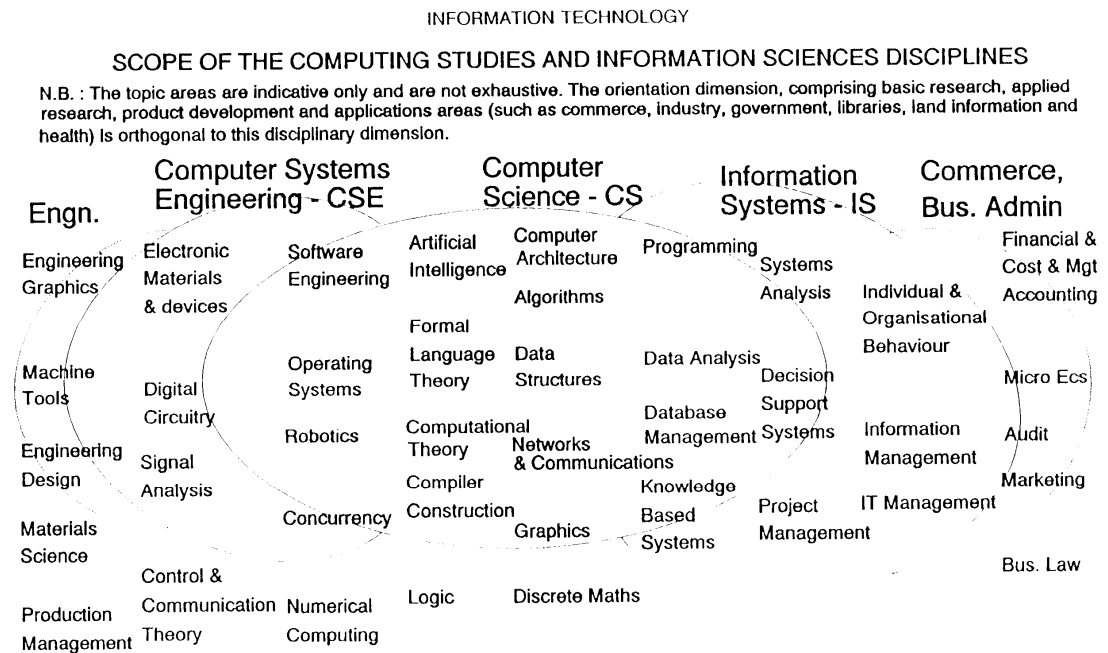 INFORMATION TECHNOLOGY
SCOPE OF THE COMPUTING STUDIES AND INFORMATION SCIENCES DISCIPLINES
N.B. : The topic areas are indicative only and are not exhaustive. The orientation dimension, comprising basic research, applied
research, product development and applications areas (such as commerce, industry, government, libraries, land information and
health) Is orthogonal to this disciplinary dimension.
Engn.
Engineering
Graphics
Machine
Tools
Engineering
Design
Materials
Science
Production
Management
Computer Systems
Engineering - CSE
Electronic
Materials
& devices
Digital
Circuitry
Signal
Analysis
Control &
Communication
Theory
Software
Engineering
Operating
Systems
Robotics
Concurrency
Numerical
Computing
Computer
Science - CS
Artificial
Intelligence
Formal
Language
Theory
Computational
Theory
Compiler
Construction
Logic
Computer
Architecture
Algorithms
Data
Structures
Networks
& Communications
Graphics
Discrete Maths
Information
Systems - IS
Programming
Data Analysis
Database
Management
Knowledge
Based
Systems
Systems
Analysis
Decision
Support
Systems
Project
Management
Commerce,
Bus. Admin
Individual &
Organisational
Behaviour
Information
Management
IT Management
Financial &
Cost & Mgt
Accounting
Micro Ecs
Audit
Marketing
Bus. Law